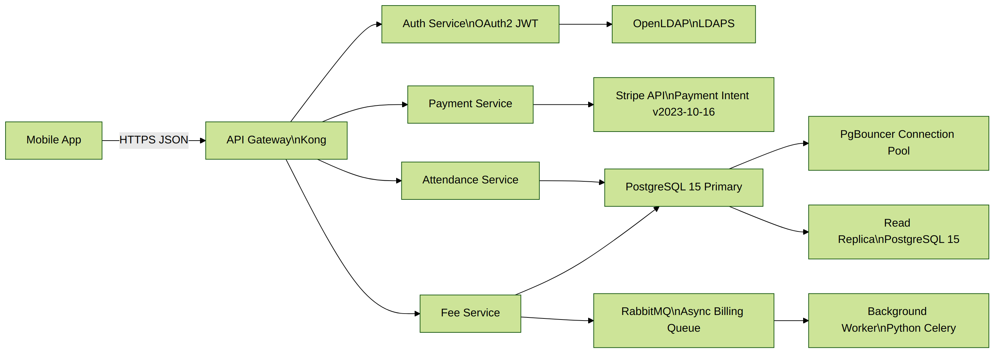 Mobile App
HTTPS JSON
API Gateway\nKong
Auth Service\nOAuth2 JWT
OpenLDAP\nLDAPS
Payment Service
Stripe API\nPayment Intent
v2023-10-16
Attendance Service
PostgreSQL 15 Primary
PgBouncer Connection
Pool
Read
Replica\nPostgreSQL 15
Fee Service
RabbitMQ\nAsync Billing
Queue
Background
Worker\nPython Celery